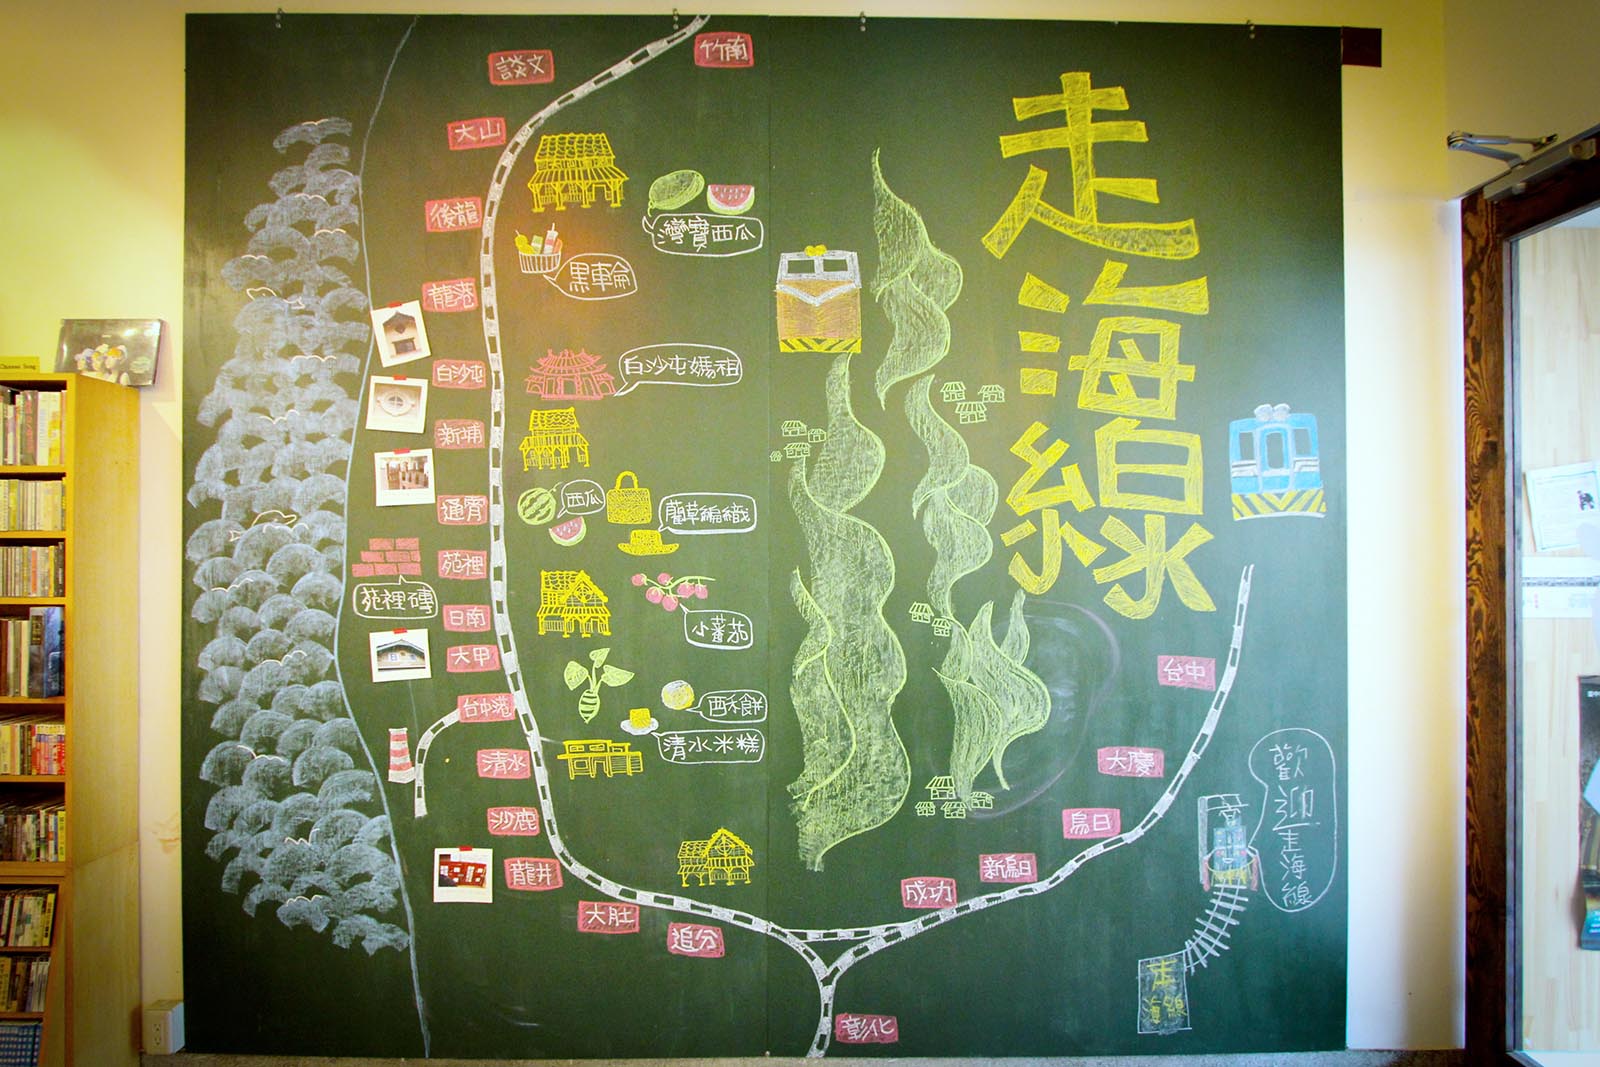 走海線
竹南
談文
大山
後龍
灣寶西瓜
黑車輪
龍港
白沙屯
白沙屯媽祖
新埔
通霄
西瓜
藺草編織
苑裡
苑裡磚
日南
小蕃茄
大甲
台中港
酥餅
清水米糕
清水
沙鹿
龍井
大肚
追分
彰化
成功
新烏日
烏日
大慶
台中
歡迎走海線
走
海線
Chinese Song